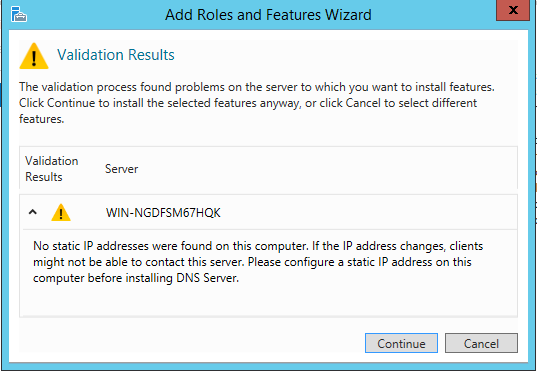 Add Roles and Features Wizard
x
Validation Results
The validation process found problems on the server to which you want to install features.
Click Continue to install the selected features anyway, or click Cancel to select different
features.
Validation
Results
Server
WIN-NGDFSM67HQK
No static IP addresses were found on this computer. If the IP address changes, clients
might not be able to contact this server. Please configure a static IP address on this
computer before installing DNS Server.
Continue
Cancel